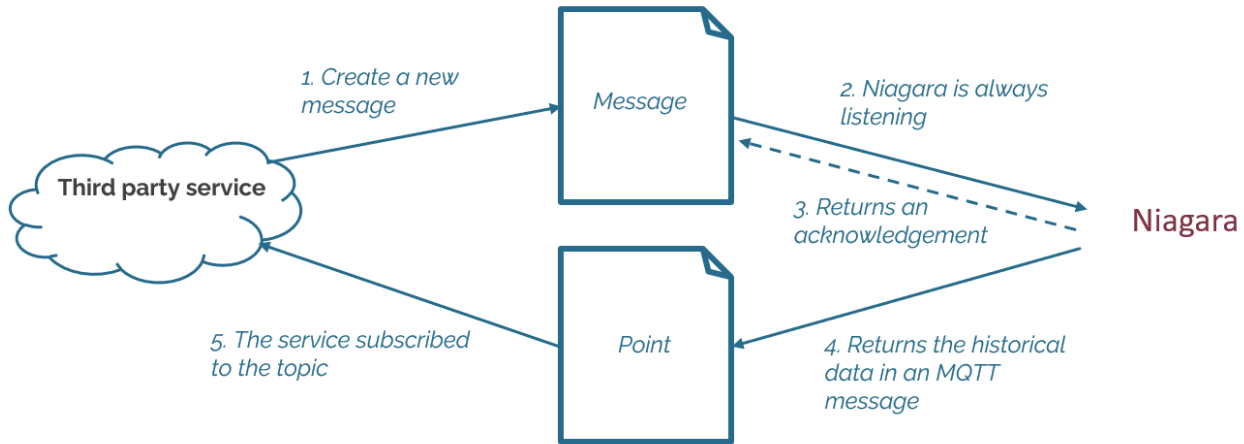 1. Create a new
message
Message
2. Niagara is always
listening
Third party service
3. Returns an
acknowledgement
Niagara
5. The service subscribed
to the topic
Point
4. Returns the historical
data in an MQTT
message